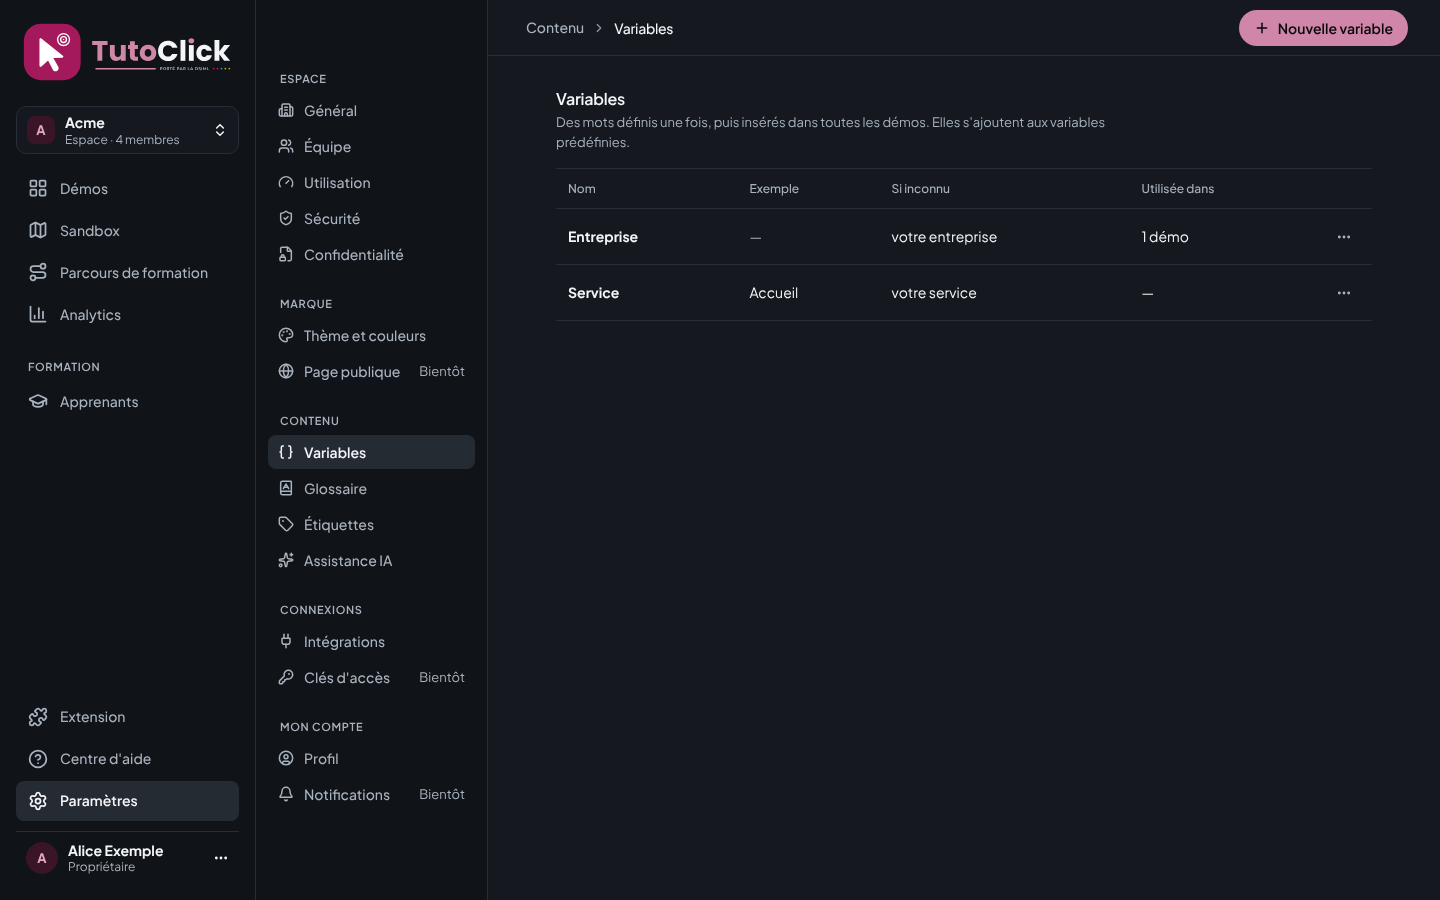 TutoClick
PORTÉ PAR LA DSIML
A
Acme
Espace · 4 membres
Démos
Sandbox
Parcours de formation
Analytics
FORMATION
Apprenants
Extension
Centre d'aide
Paramètres
A
Alice Exemple
Propriétaire
ESPACE
Général
Équipe
Utilisation
Sécurité
Confidentialité
MARQUE
Thème et couleurs
Page publique Bientôt
CONTENU
Variables
Glossaire
Étiquettes
Assistance IA
CONNEXIONS
Intégrations
Clés d'accès Bientôt
MON COMPTE
Profil
Notifications Bientôt
Contenu > Variables
+ Nouvelle variable
Variables
Des mots définis une fois, puis insérés dans toutes les démos. Elles s'ajoutent aux variables
prédéfinies.
Nom Exemple Si inconnu Utilisée dans
Entreprise — votre entreprise 1 démo
Service Accueil votre service —